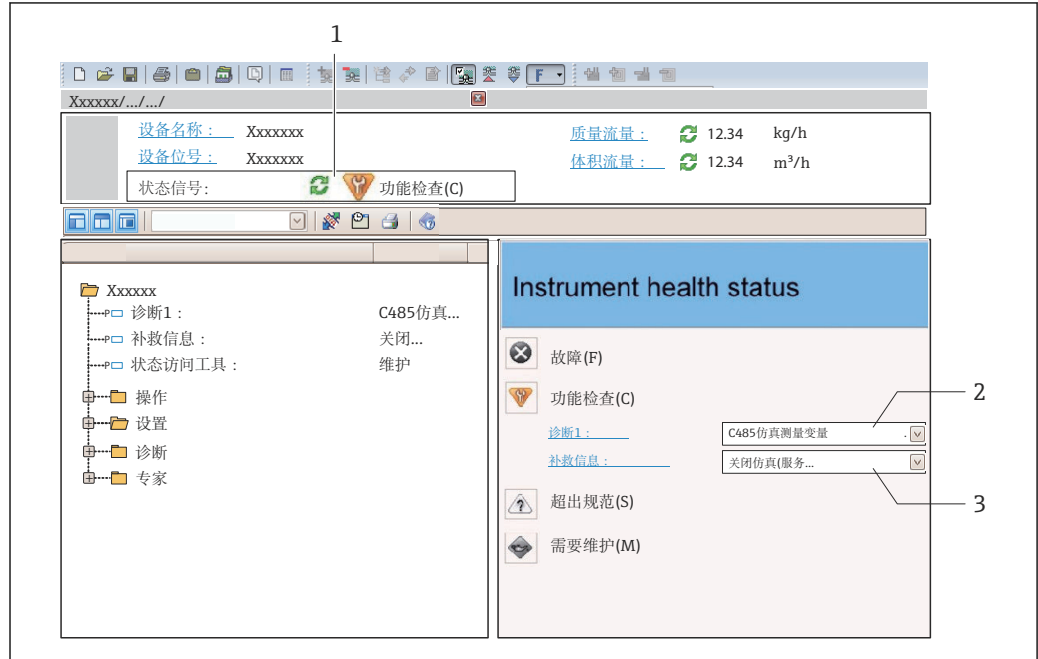 1
F
Xxxxxx/.../.../
设备名称： Xxxxxxx
质量流量： 12.34 kg/h
设备位号： Xxxxxxx
体积流量： 12.34 m³/h
状态信号: 功能检查(C)
Xxxxxx
诊断1： C485仿真...
补救信息： 关闭...
状态访问工具： 维护
操作
设置
诊断
专家
Instrument health status
故障(F)
功能检查(C)
诊断1： C485仿真测量变量 .
2
补救信息： 关闭仿真(服务...
3
超出规范(S)
需要维护(M)